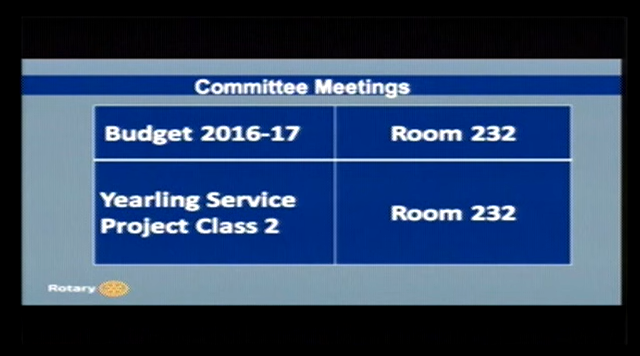 Committee Meetings
Budget 2016-17
Room 232
Yearling Service
Project Class 2
Room 232
Rotary